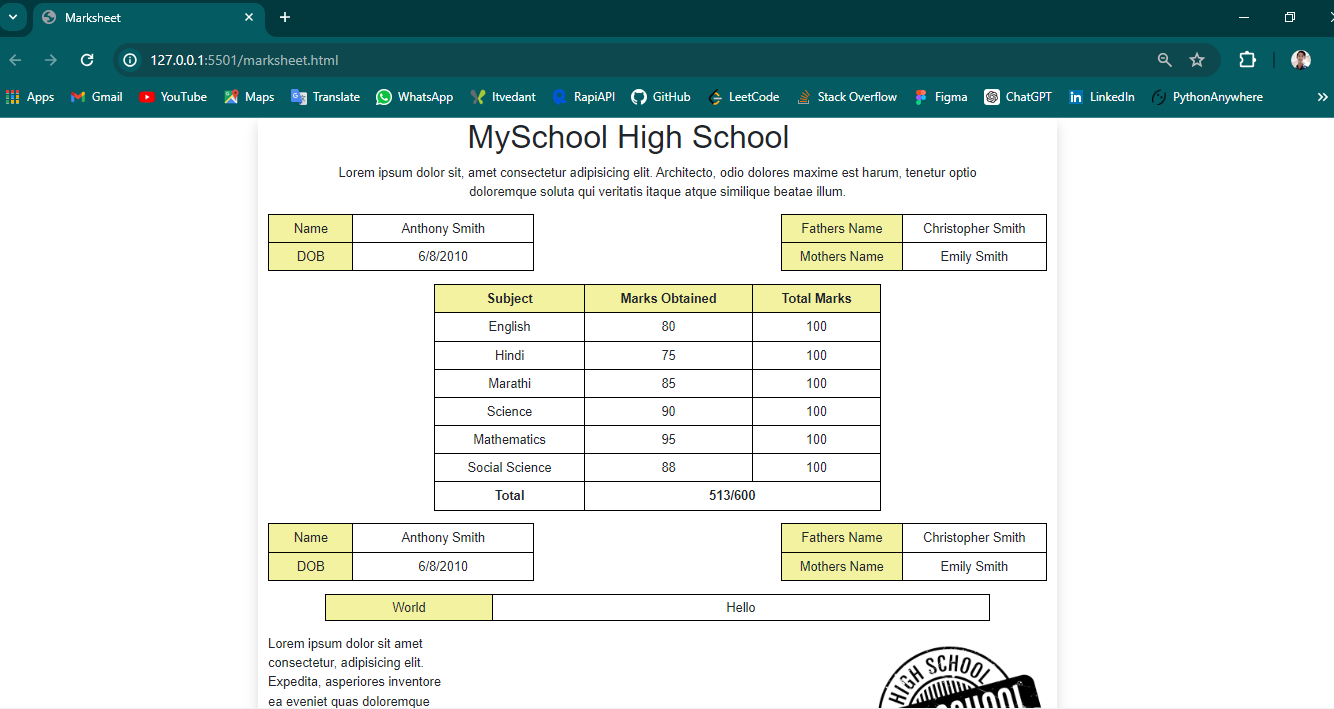 Marksheet
127.0.0.1:5501/marksheet.html
Apps Gmail YouTube Maps Translate WhatsApp Itvedant RapiAPI GitHub LeetCode Stack Overflow Figma ChatGPT LinkedIn PythonAnywhere
MySchool High School
Lorem ipsum dolor sit, amet consectetur adipisicing elit. Architecto, odio dolores maxime est harum, tenetur optio
doloremque soluta qui veritatis itaque atque similique beatae illum.
Name Anthony Smith Fathers Name Christopher Smith
DOB 6/8/2010 Mothers Name Emily Smith
Subject Marks Obtained Total Marks
English 80 100
Hindi 75 100
Marathi 85 100
Science 90 100
Mathematics 95 100
Social Science 88 100
Total 513/600
Name Anthony Smith Fathers Name Christopher Smith
DOB 6/8/2010 Mothers Name Emily Smith
World Hello
Lorem ipsum dolor sit amet
consectetur, adipisicing elit.
Expedita, asperiores inventore
ea eveniet quas doloremque
HIGH SCHOOL